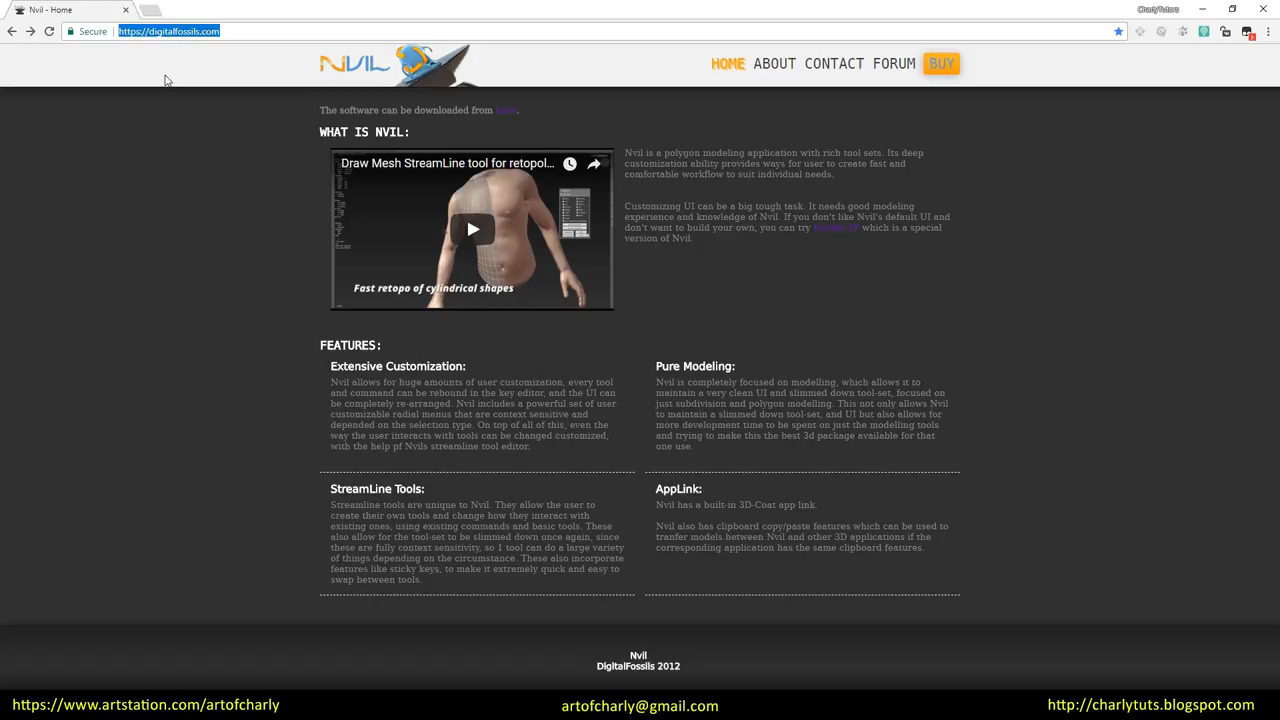 Nvil - Home
CharlyTutors
Secure
https://digitalfossils.com
NVIL
HOME ABOUT CONTACT FORUM BUY
The software can be downloaded from
WHAT IS NVIL:
Draw Mesh StreamLine tool for retopol...
Fast retopo of cylindrical shapes
Nvil is a polygon modeling application with rich tool sets. Its deep
customization ability provides ways for user to create fast and
comfortable workflow to suit individual needs.
Customizing UI can be a big tough task. It needs good modeling
experience and knowledge of Nvil. If you don't like Nvil's default UI and
don't want to build your own, you can try which is a special
version of Nvil.
FEATURES:
Extensive Customization:
Nvil allows for huge amounts of user customization, every tool
and command can be rebound in the key editor, and the UI can
be completely re-arranged. Nvil includes a powerful set of user
customizable radial menus that are context sensitive and
depended on the selection type. On top of all of this, even the
way the user interacts with tools can be changed customized,
with the help pf Nvils streamline tool editor.
Pure Modeling:
Nvil is completely focused on modelling, which allows it to
maintain a very clean UI and slimmed down tool-set, focused on
just subdivision and polygon modelling. This not only allows Nvil
to maintain a slimmed down tool-set, and UI but also allows for
more development time to be spent on just the modelling tools
and trying to make this the best 3d package available for that
one use.
StreamLine Tools:
Streamline tools are unique to Nvil. They allow the user to
create their own tools and change how they interact with
existing ones, using existing commands and basic tools. These
also allow for the tool-set to be slimmed down once again, since
these are fully context sensitivity, so 1 tool can do a large variety
of things depending on the circumstance. These also incorporate
features like sticky keys, to make it extremely quick and easy to
swap between tools.
AppLink:
Nvil has a built-in 3D-Coat app link.
Nvil also has clipboard copy/paste features which can be used to
tranfer models between Nvil and other 3D applications if the
corresponding application has the same clipboard features.
Nvil
DigitalFossils 2012
https://www.artstation.com/artofcharly
artofcharly@gmail.com
http://charlytuts.blogspot.com